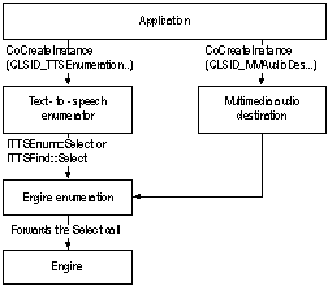 Application
CoCreateInstance
(CLSID_TTSEnumeration..)
CoCreateInstance
(CLSID_MMAudioDes...)
Text-to-speech
enumerator
Multimedia audio
destination
ITTSEnum::Select or
ITTSFind::Select
Engine enumeration
Forwards the Select call
Engine